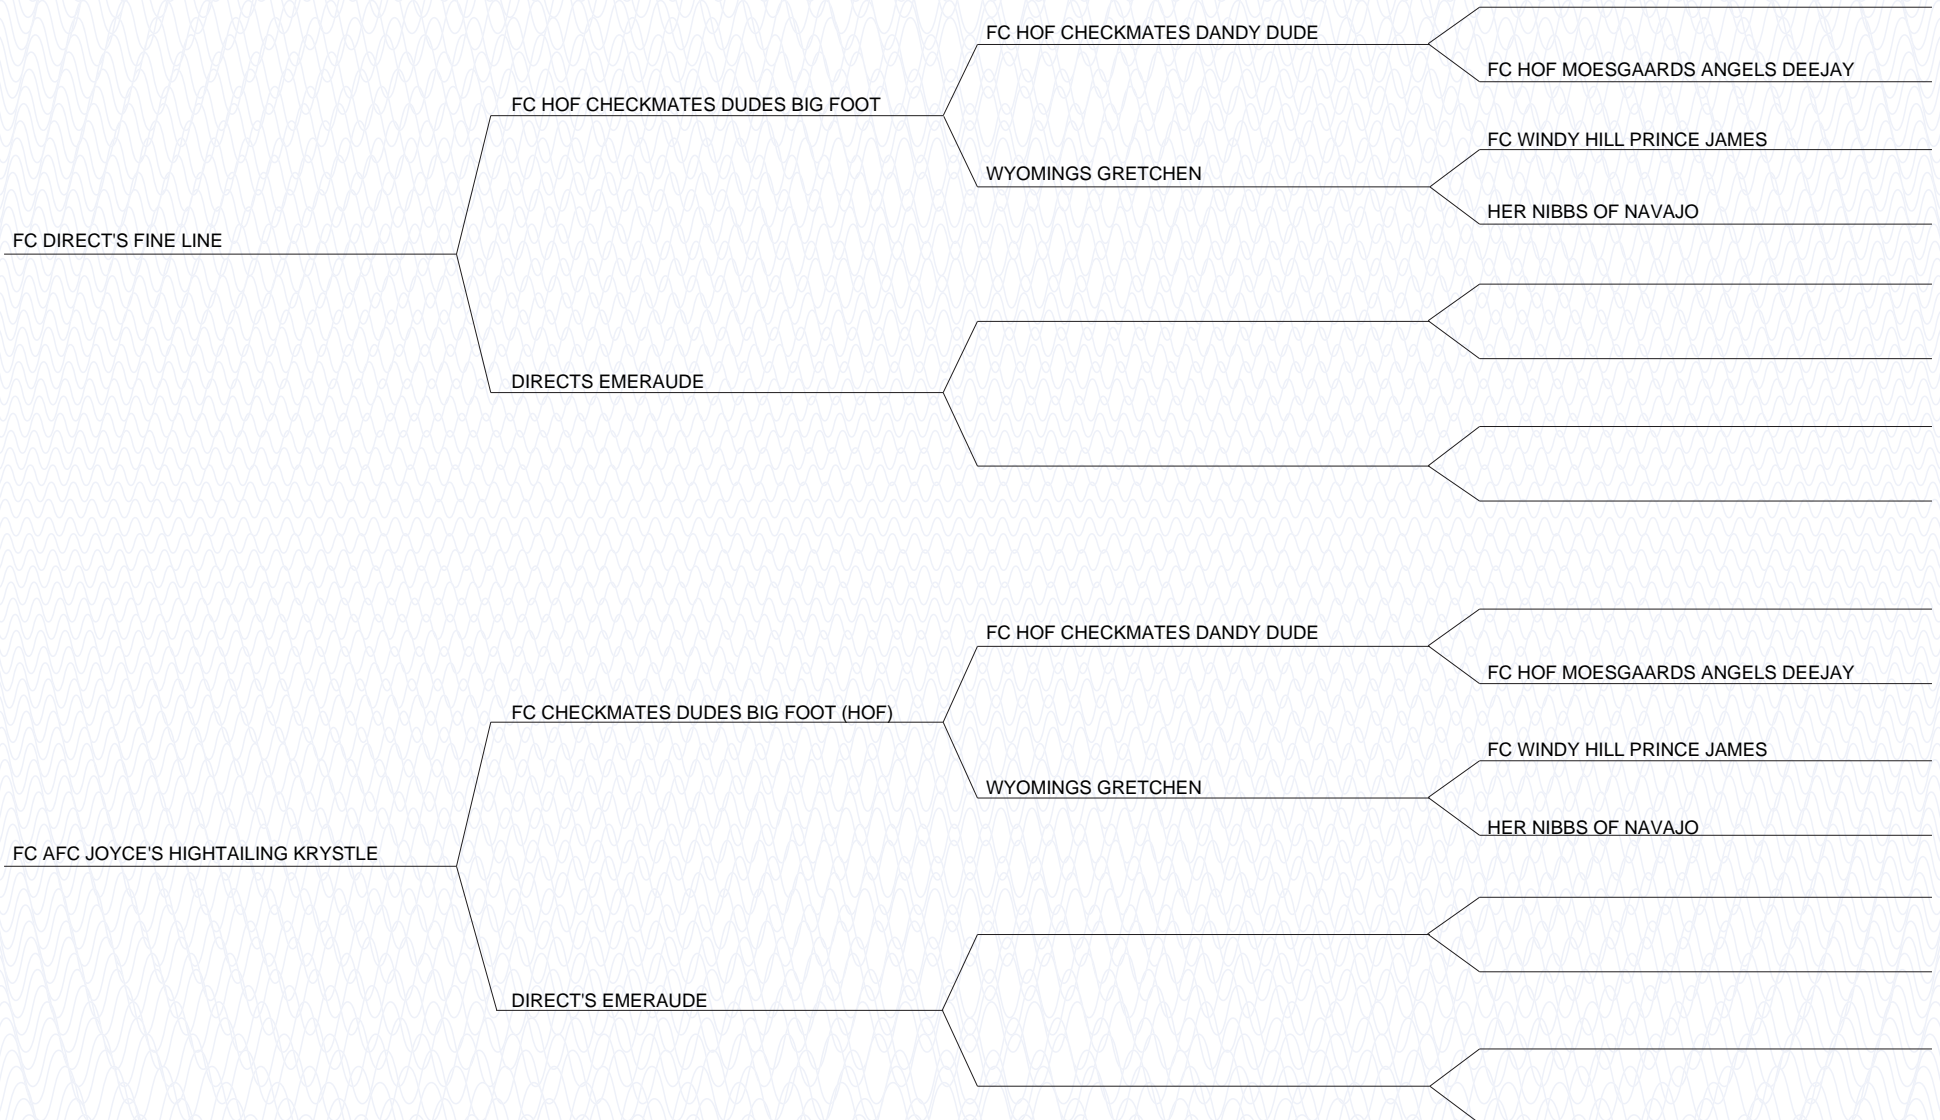 FC HOF CHECKMATES DANDY DUDE
FC HOF MOESGAARDS ANGELS DEEJAY
FC HOF CHECKMATES DUDES BIG FOOT
FC WINDY HILL PRINCE JAMES
WYOMINGS GRETCHEN
HER NIBBS OF NAVAJO
FC DIRECT'S FINE LINE
DIRECTS EMERAUDE
FC HOF CHECKMATES DANDY DUDE
FC HOF MOESGAARDS ANGELS DEEJAY
FC CHECKMATES DUDES BIG FOOT (HOF)
FC WINDY HILL PRINCE JAMES
WYOMINGS GRETCHEN
HER NIBBS OF NAVAJO
FC AFC JOYCE'S HIGHTAILING KRYSTLE
DIRECT'S EMERAUDE